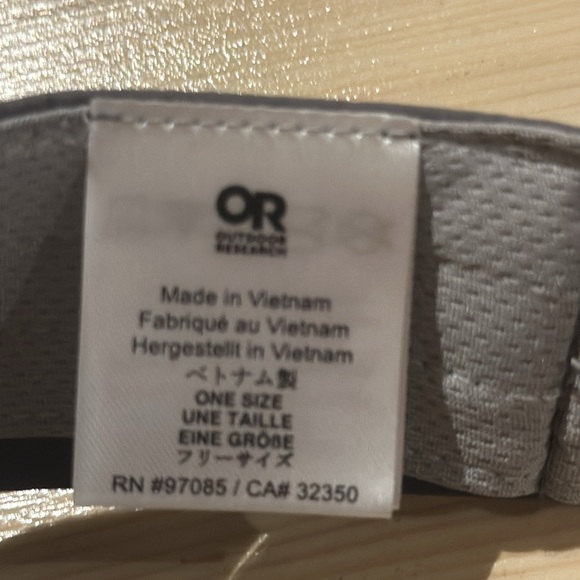 OR
OUTDOOR
RESEARCH
Made in Vietnam
Fabriqué au Vietnam
Hergestellt in Vietnam
ベトナム製
ONE SIZE
UNE TAILLE
EINE GRÖßE
フリーサイズ
RN #97085 / CA# 32350